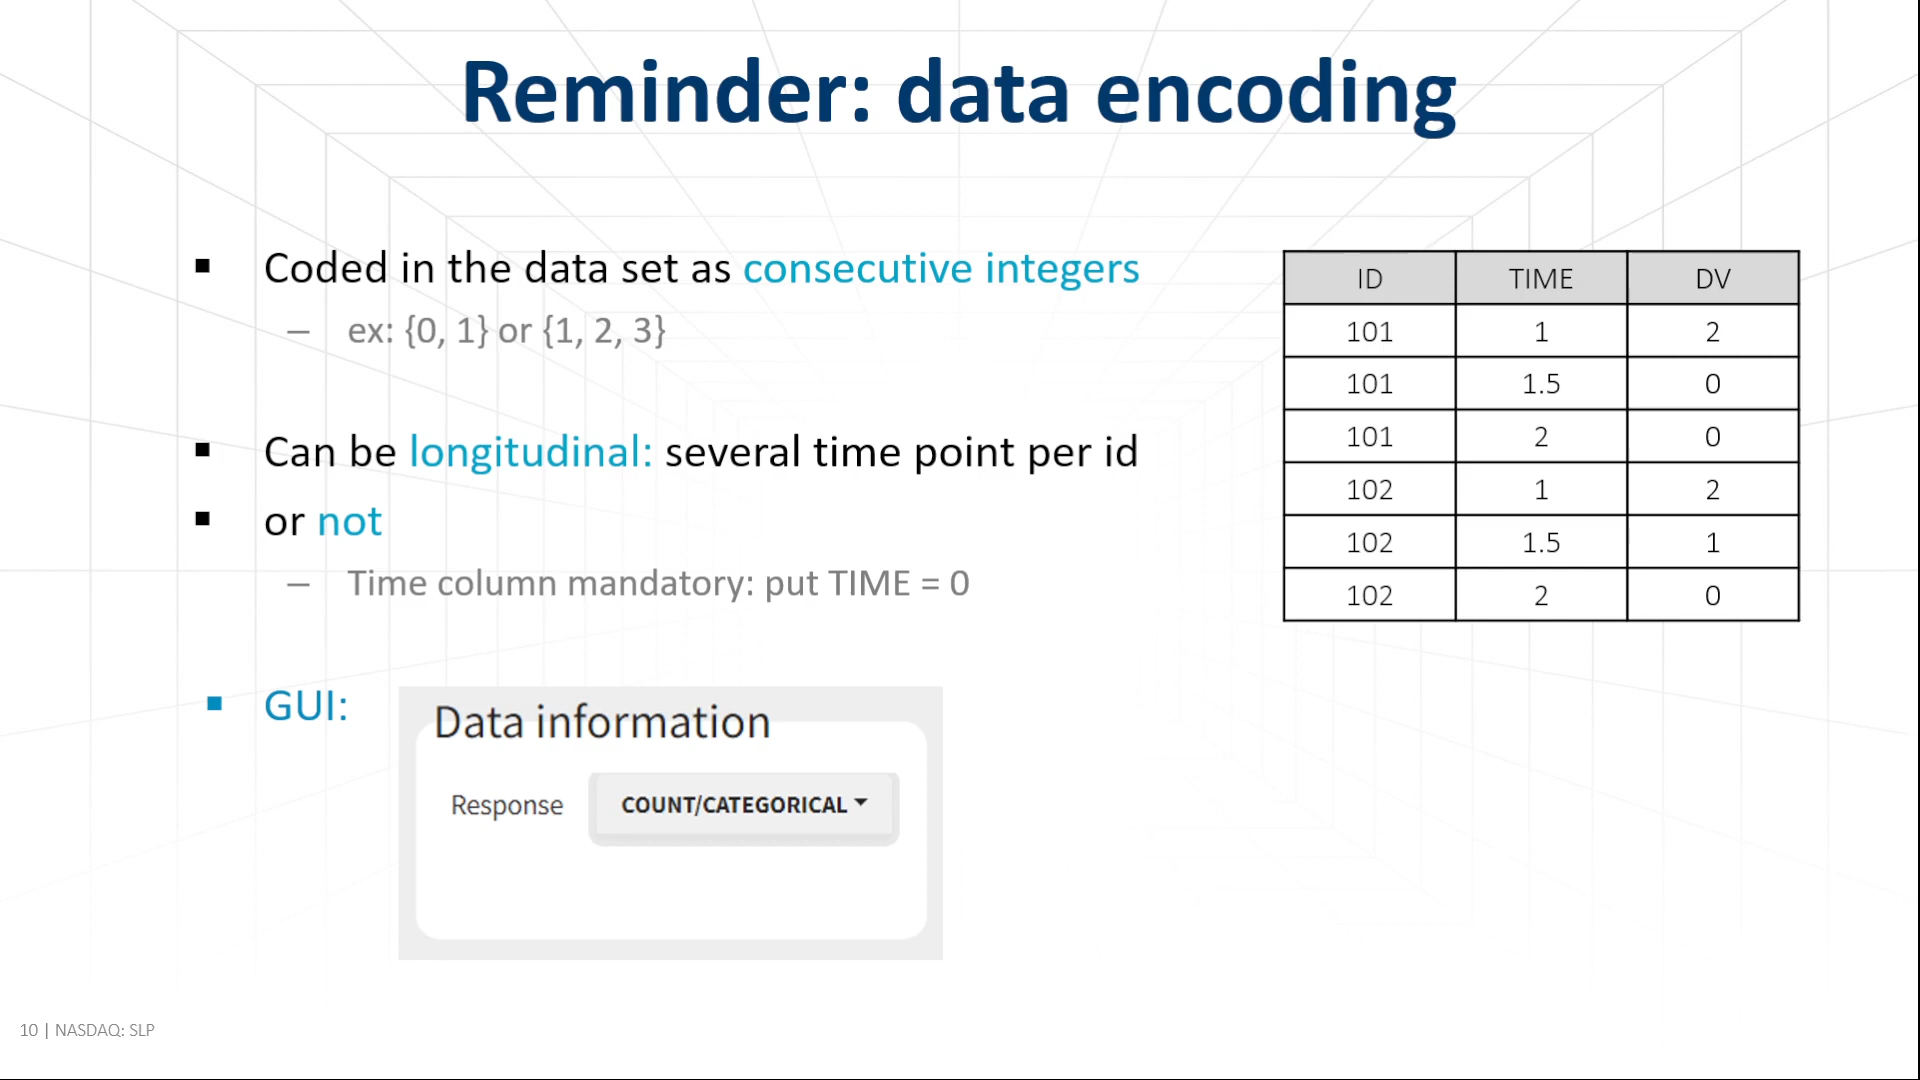 Reminder: data encoding
▪ Coded in the data set as consecutive integers
– ex: {0, 1} or {1, 2, 3}
▪ Can be longitudinal: several time point per id
▪ or not
– Time column mandatory: put TIME = 0
▪ GUI:
Data information
Response COUNT/CATEGORICAL
ID TIME DV
101 1 2
101 1.5 0
101 2 0
102 1 2
102 1.5 1
102 2 0
10 | NASDAQ: SLP